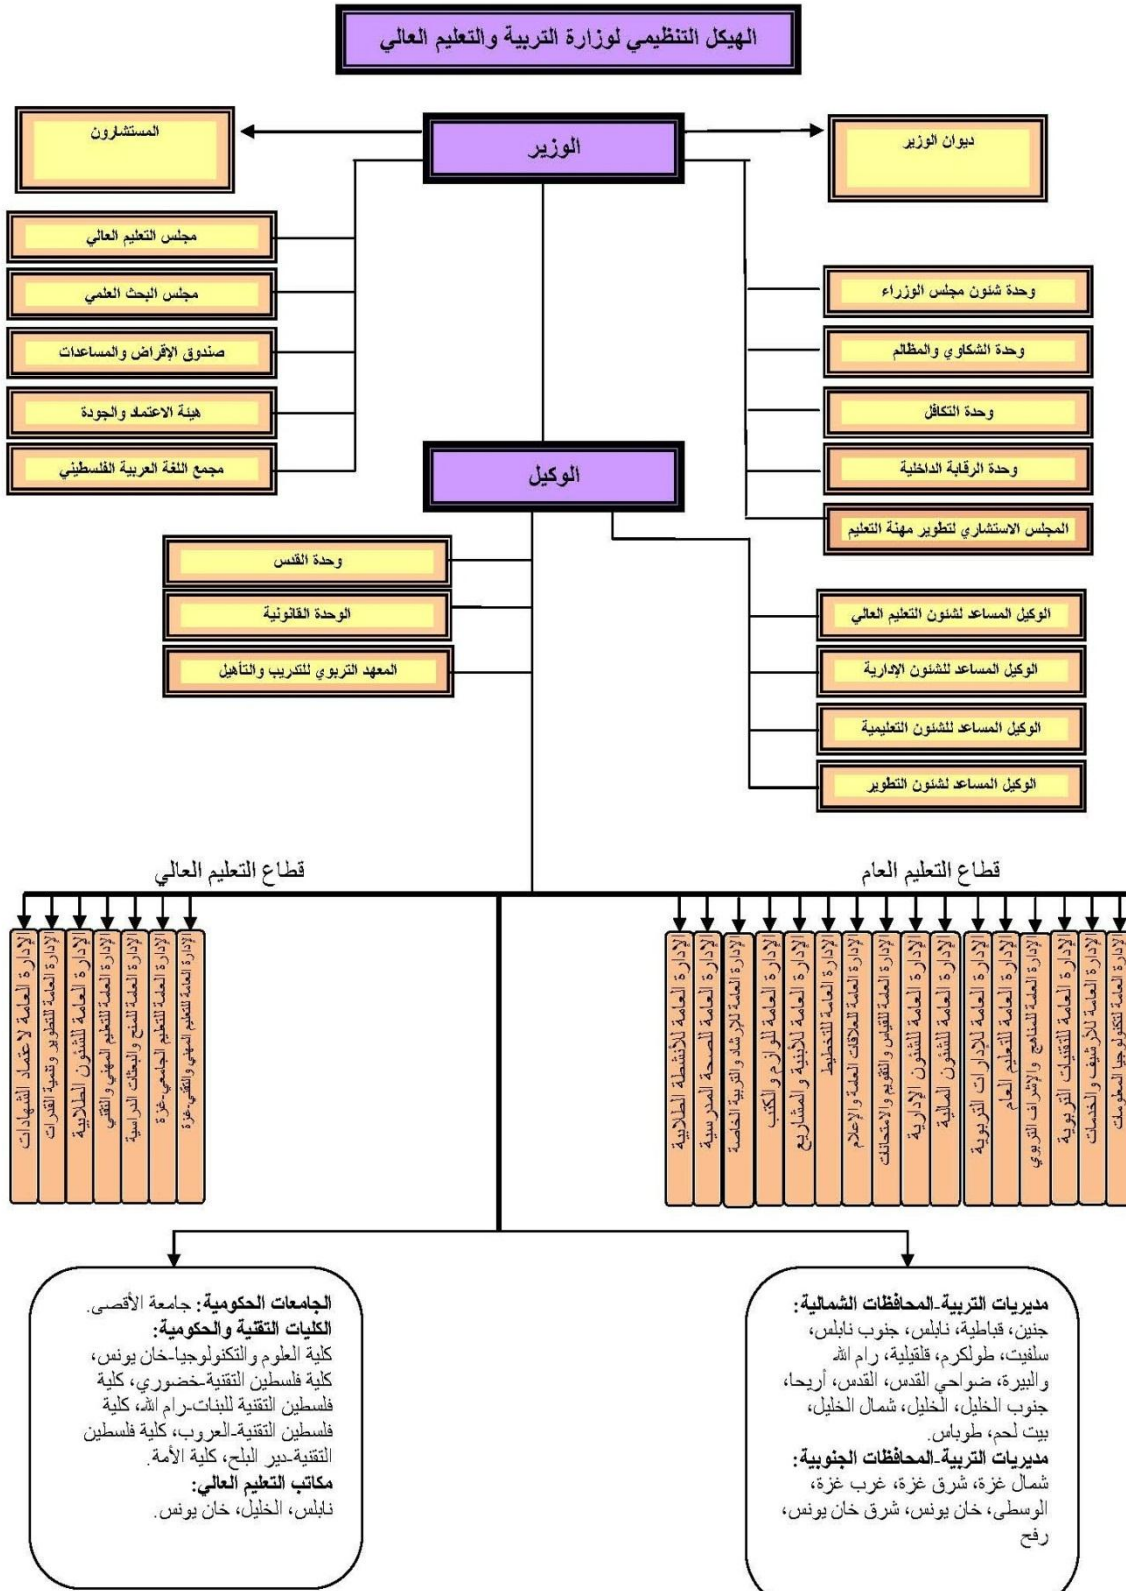 الهيكل التنظيمي لوزارة التربية والتعليم العالي
ديوان الوزير
الوزير
المستشارون
وحدة شئون مجلس الوزراء
وحدة الشكاوي والمظالم
وحدة التكافل
وحدة الرقابة الداخلية
المجلس الاستشاري لتطوير مهنة التعليم
مجلس التعليم العالي
مجلس البحث العلمي
صندوق الإقراض والمساعدات
هيئة الاعتماد والجودة
مجمع اللغة العربية الفلسطيني
الوكيل
الوكيل المساعد لشئون التعليم العالي
الوكيل المساعد للشئون الإدارية
الوكيل المساعد للشئون التعليمية
الوكيل المساعد لشئون التطوير
وحدة القدس
الوحدة القانونية
المعهد التربوي للتدريب والتأهيل
قطاع التعليم العام
الإدارة العامة لتكنولوجيا المعلومات
الإدارة العامة للأرشيف والخدمات
الإدارة العامة للتقنيات التربوية
الإدارة العامة للمناهج والإشراف التربوي
الإدارة العامة للتعليم العام
الإدارة العامة للإدارات التربوية
الإدارة العامة للشئون المالية
الإدارة العامة للشئون الإدارية
الإدارة العامة للقياس والتقويم والامتحانات
الإدارة العامة للعلاقات العامة والإعلام
الإدارة العامة للتخطيط
الإدارة العامة للأبنية والمشاريع
الإدارة العامة للوازم والكتب
الإدارة العامة للإرشاد والتربية الخاصة
الإدارة العامة للصحة المدرسية
الإدارة العامة للأنشطة الطلابية
قطاع التعليم العالي
الإدارة العامة للتعليم المهني والتقني-غزة
الإدارة العامة للتعليم الجامعي-غزة
الإدارة العامة للمنح والبعثات الدراسية
الإدارة العامة للتعليم المهني والتقني
الإدارة العامة للشئون الطلابية
الإدارة العامة للتطوير وتنمية القدرات
الإدارة العامة لاعتماد الشهادات
مديريات التربية-المحافظات الشمالية:
جنين، قباطية، نابلس، جنوب نابلس،
سلفيت، طولكرم، قلقيلية، رام الله
والبيرة، ضواحي القدس، القدس، أريحا،
جنوب الخليل، الخليل، شمال الخليل،
بيت لحم، طوباس.
مديريات التربية-المحافظات الجنوبية:
شمال غزة، شرق غزة، غرب غزة،
الوسطى، خان يونس، شرق خان يونس،
رفح
الجامعات الحكومية: جامعة الأقصى.
الكليات التقنية والحكومية:
كلية العلوم والتكنولوجيا-خان يونس،
كلية فلسطين التقنية-خضوري، كلية
فلسطين التقنية للبنات-رام الله، كلية
فلسطين التقنية-العروب، كلية فلسطين
التقنية-دير البلح، كلية الأمة.
مكاتب التعليم العالي:
نابلس، الخليل، خان يونس.